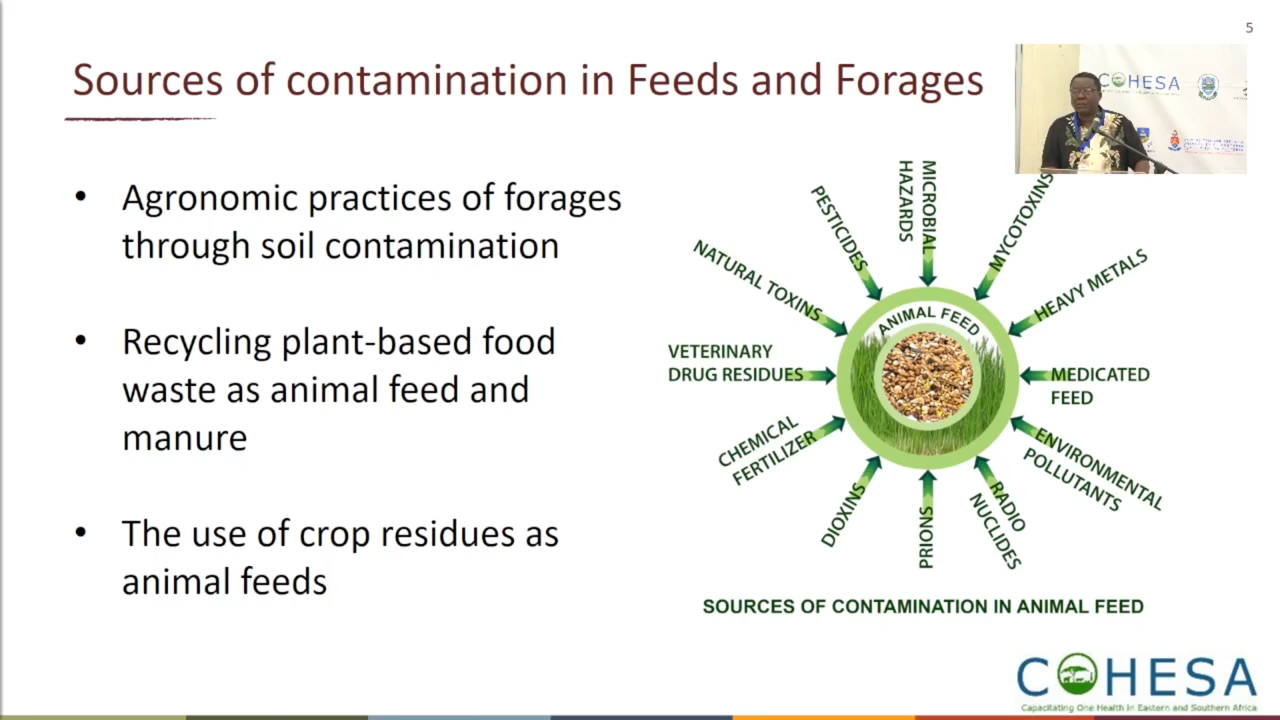 5
Sources of contamination in Feeds and Forages
COHESA
• Agronomic practices of forages
through soil contamination
• Recycling plant-based food
waste as animal feed and
manure
• The use of crop residues as
animal feeds
MICROBIAL
HAZARDS
MYCOTOXINS
HEAVY METALS
MEDICATED
FEED
ENVIRONMENTAL
POLLUTANTS
RADIO
NUCLIDES
PRIONS
DIOXINS
CHEMICAL
FERTILIZER
VETERINARY
DRUG RESIDUES
NATURAL TOXINS
PESTICIDES
ANIMAL FEED
SOURCES OF CONTAMINATION IN ANIMAL FEED
COHESA
Capacitating One Health in Eastern and Southern Africa